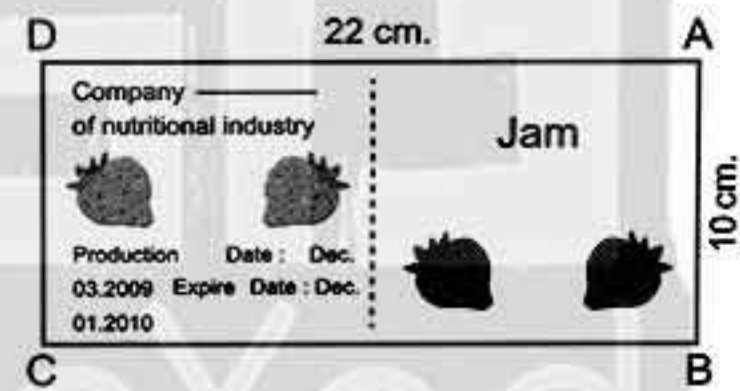 D 22 cm. A
Company
of nutritional industry
Jam
Production Date : Dec.
03.2009 Expire Date : Dec.
01.2010
10 cm.
C B